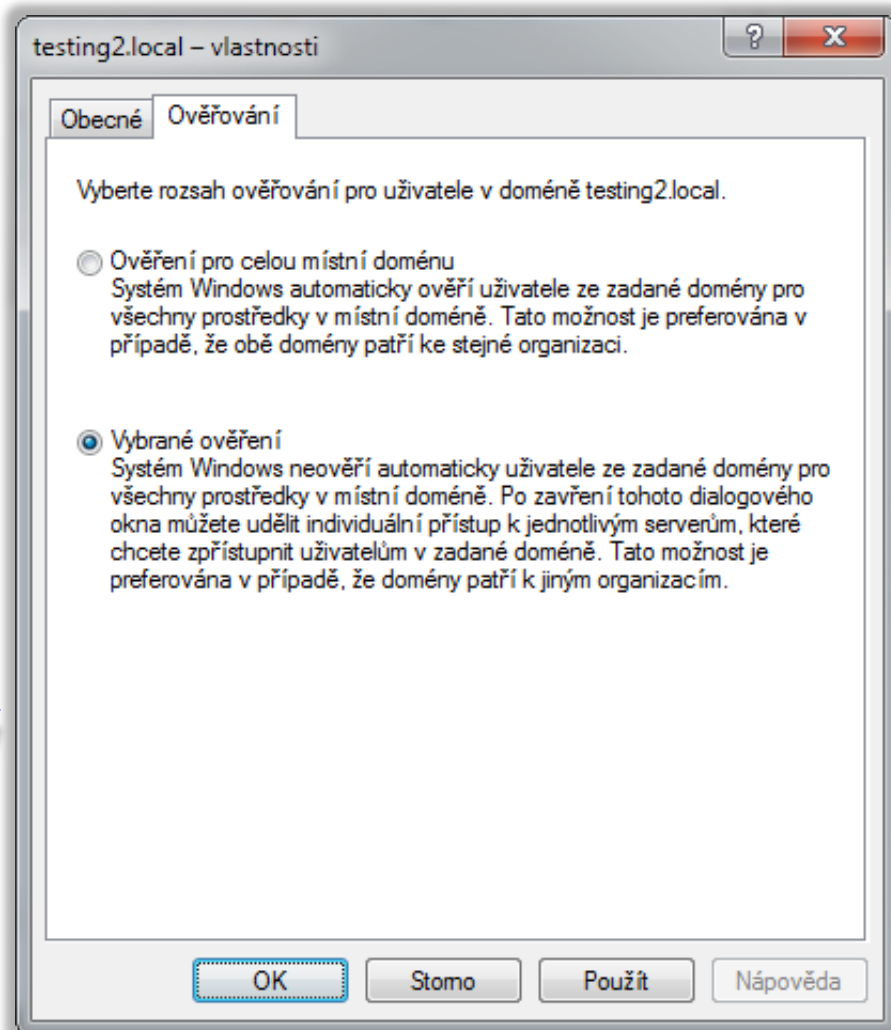 testing2.local – vlastnosti
Obecné
Ověřování
Vyberte rozsah ověřování pro uživatele v doméně testing2.local.
Ověření pro celou místní doménu
Systém Windows automaticky ověří uživatele ze zadané domény pro
všechny prostředky v místní doméně. Tato možnost je preferována v
případě, že obě domény patří ke stejné organizaci.
Vybrané ověření
Systém Windows neověří automaticky uživatele ze zadané domény pro
všechny prostředky v místní doméně. Po zavření tohoto dialogového
okna můžete udělit individuální přístup k jednotlivým serverům, které
chcete zpřístupnit uživatelům v zadané doméně. Tato možnost je
preferována v případě, že domény patří k jiným organizacím.
OK
Storno
Použít
Nápověda